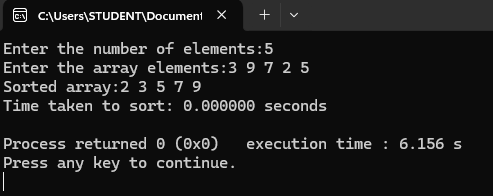 C:\Users\STUDENT\Document
Enter the number of elements:5
Enter the array elements:3 9 7 2 5
Sorted array:2 3 5 7 9
Time taken to sort: 0.000000 seconds
Process returned 0 (0x0)   execution time : 6.156 s
Press any key to continue.